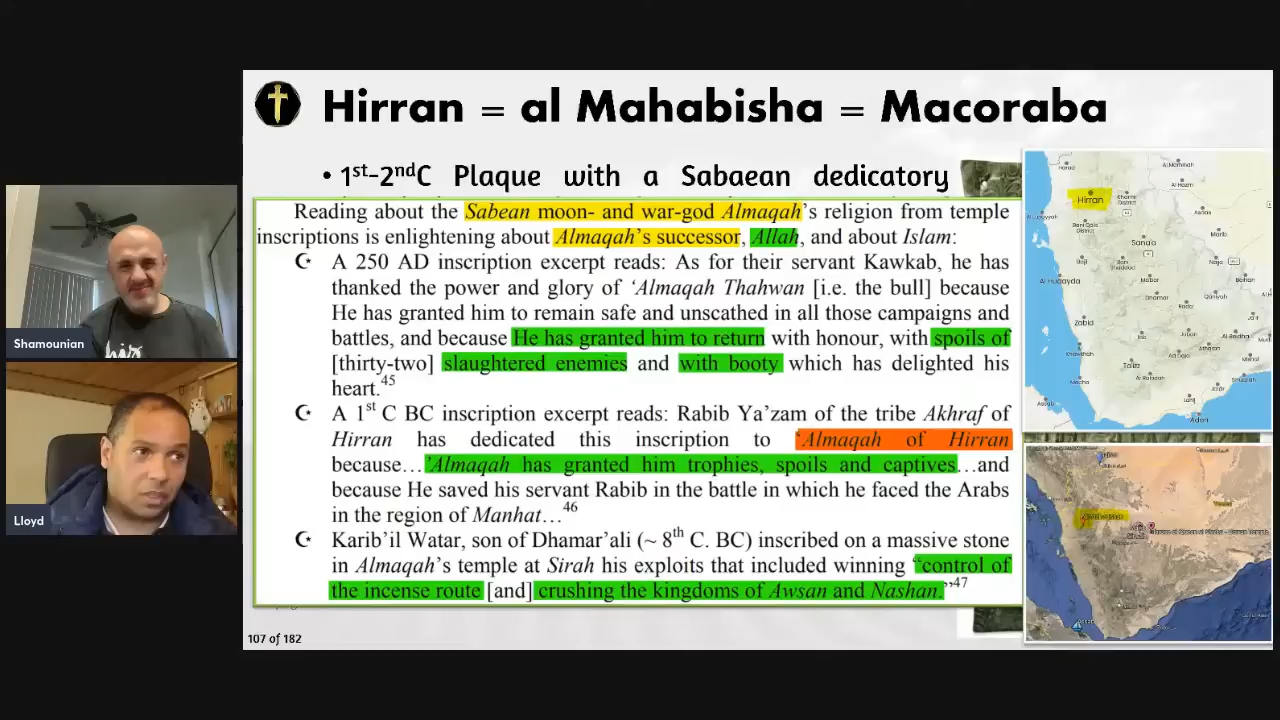 Hirran = al Mahabisha = Macoraba
• 1st-2ndC Plaque with a Sabaean dedicatory
Reading about the Sabean moon- and war-god Almaqah's religion from temple
inscriptions is enlightening about Almaqah's successor, Allah, and about Islam:
A 250 AD inscription excerpt reads: As for their servant Kawkab, he has
thanked the power and glory of 'Almaqah Thahwan [i.e. the bull] because
He has granted him to remain safe and unscathed in all those campaigns and
battles, and because He has granted him to return with honour, with spoils of
[thirty-two] slaughtered enemies and with booty which has delighted his
heart.45
A 1st C BC inscription excerpt reads: Rabib Ya'zam of the tribe Akhraf of
Hirran has dedicated this inscription to 'Almaqah of Hirran
because…'Almaqah has granted him trophies, spoils and captives…and
because He saved his servant Rabib in the battle in which he faced the Arabs
in the region of Manhat…46
Karib'il Watar, son of Dhamar'ali (~ 8th C. BC) inscribed on a massive stone
in Almaqah's temple at Sirah his exploits that included winning "control of
the incense route [and] crushing the kingdoms of Awsan and Nashan."47
107 of 182
Shamounian
Lloyd
Hirran
Sana'a
Al Hudayda
Zabid
Dhamar
Aden